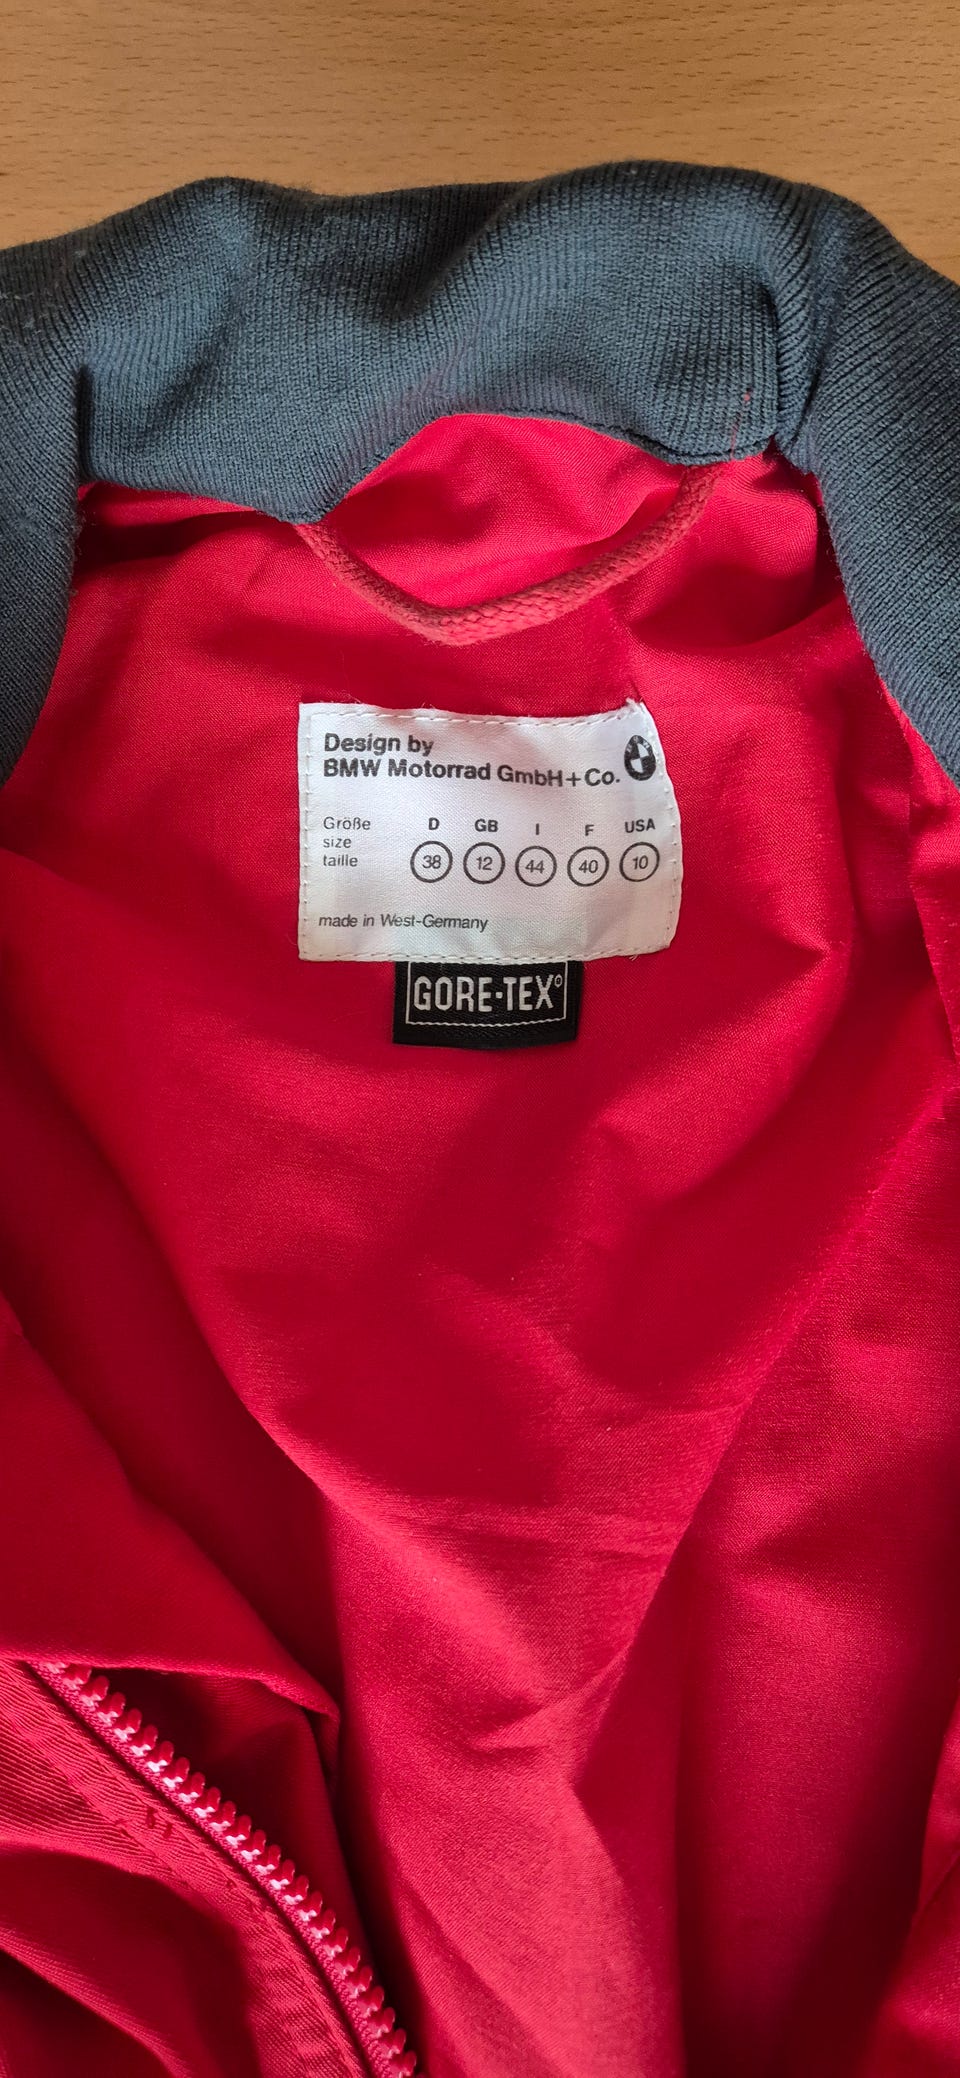 Design by
BMW Motorrad GmbH+Co.
Größe D GB I F USA
size
taille 38 12 44 40 10
made in West-Germany
GORE-TEX®